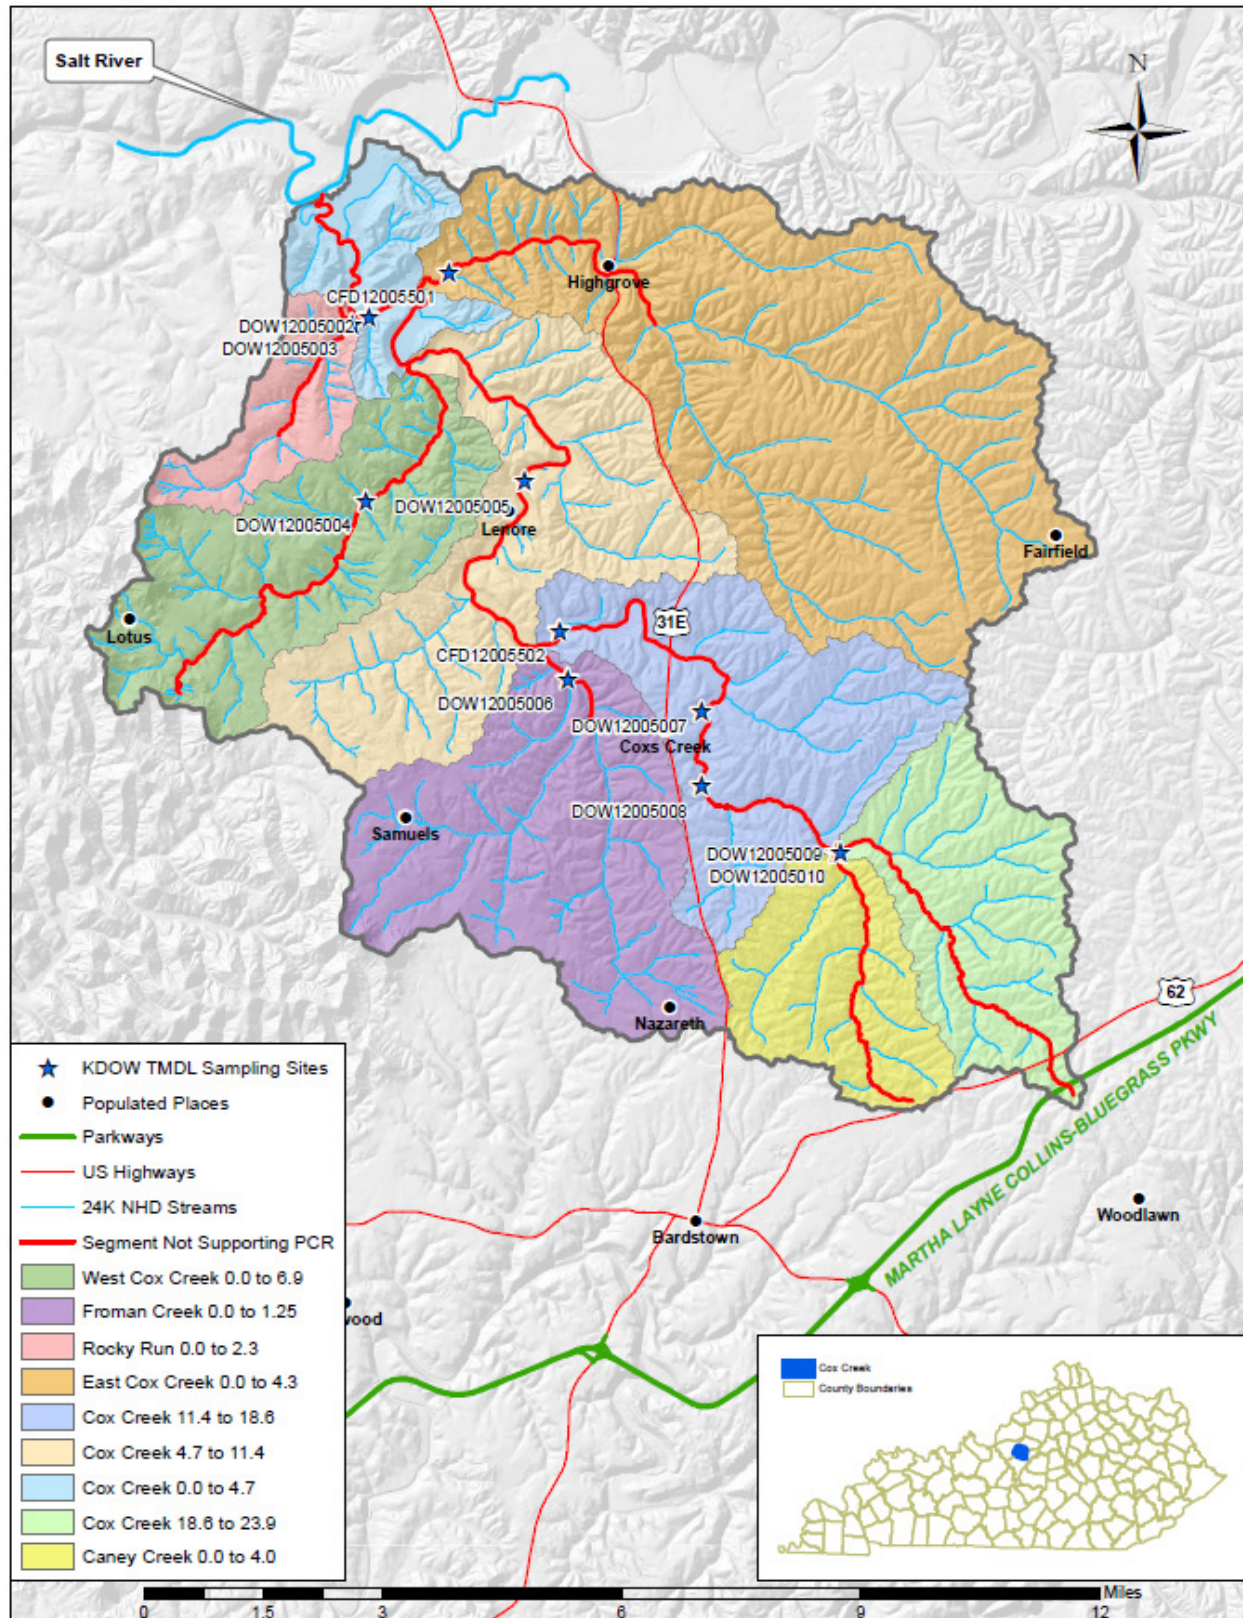 Salt River
N
Highgrove
CFD12005501
DOW12005002
DOW12005003
DOW12005005
DOW12005004
Lenore
Fairfield
Lotus
31E
CFD12005502
DOW12005006
DOW12005007
Coxs Creek
DOW12005008
Samuels
DOW12005009
DOW12005010
62
Nazareth
MARTHA LAYNE COLLINS-BLUEGRASS PKWY
Woodlawn
Bardstown
wood
KDOW TMDL Sampling Sites
Populated Places
Parkways
US Highways
24K NHD Streams
Segment Not Supporting PCR
West Cox Creek 0.0 to 6.9
Froman Creek 0.0 to 1.25
Rocky Run 0.0 to 2.3
East Cox Creek 0.0 to 4.3
Cox Creek 11.4 to 18.6
Cox Creek 4.7 to 11.4
Cox Creek 0.0 to 4.7
Cox Creek 18.6 to 23.9
Caney Creek 0.0 to 4.0
Cox Creek
County Boundaries
Miles
0 1.5 3 6 9 12